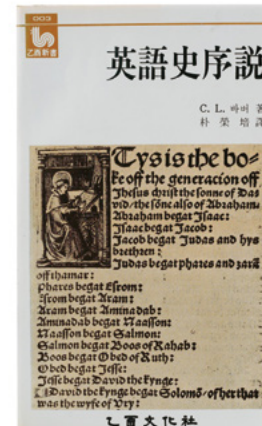 003
乙酉新書
英語史序説
C. L. 바버 著
朴 榮 培 譯
Tysis the bo=
ke off the generacion off
Jhesus christ the sonne of Da=
vid/the sone also of Abraham.
Abraham begat Isaac:
Isaac begat Jacob:
Jacob begat Judas and hys
brethren:
Judas begat phares and zara
off thamar:
phares begat Esrom:
Esrom begat Aram:
Aram begat Aminadab:
Aminadab begat Naasson:
Naasson begat Salmon:
Salmon begat Boos of Rahab:
Boos begat Obed of Ruth:
Obed begat Jesse:
Jesse begat David the kynge:
David the kynge begat Solomō of her that
was the wyfe of Vry:
乙酉文化社